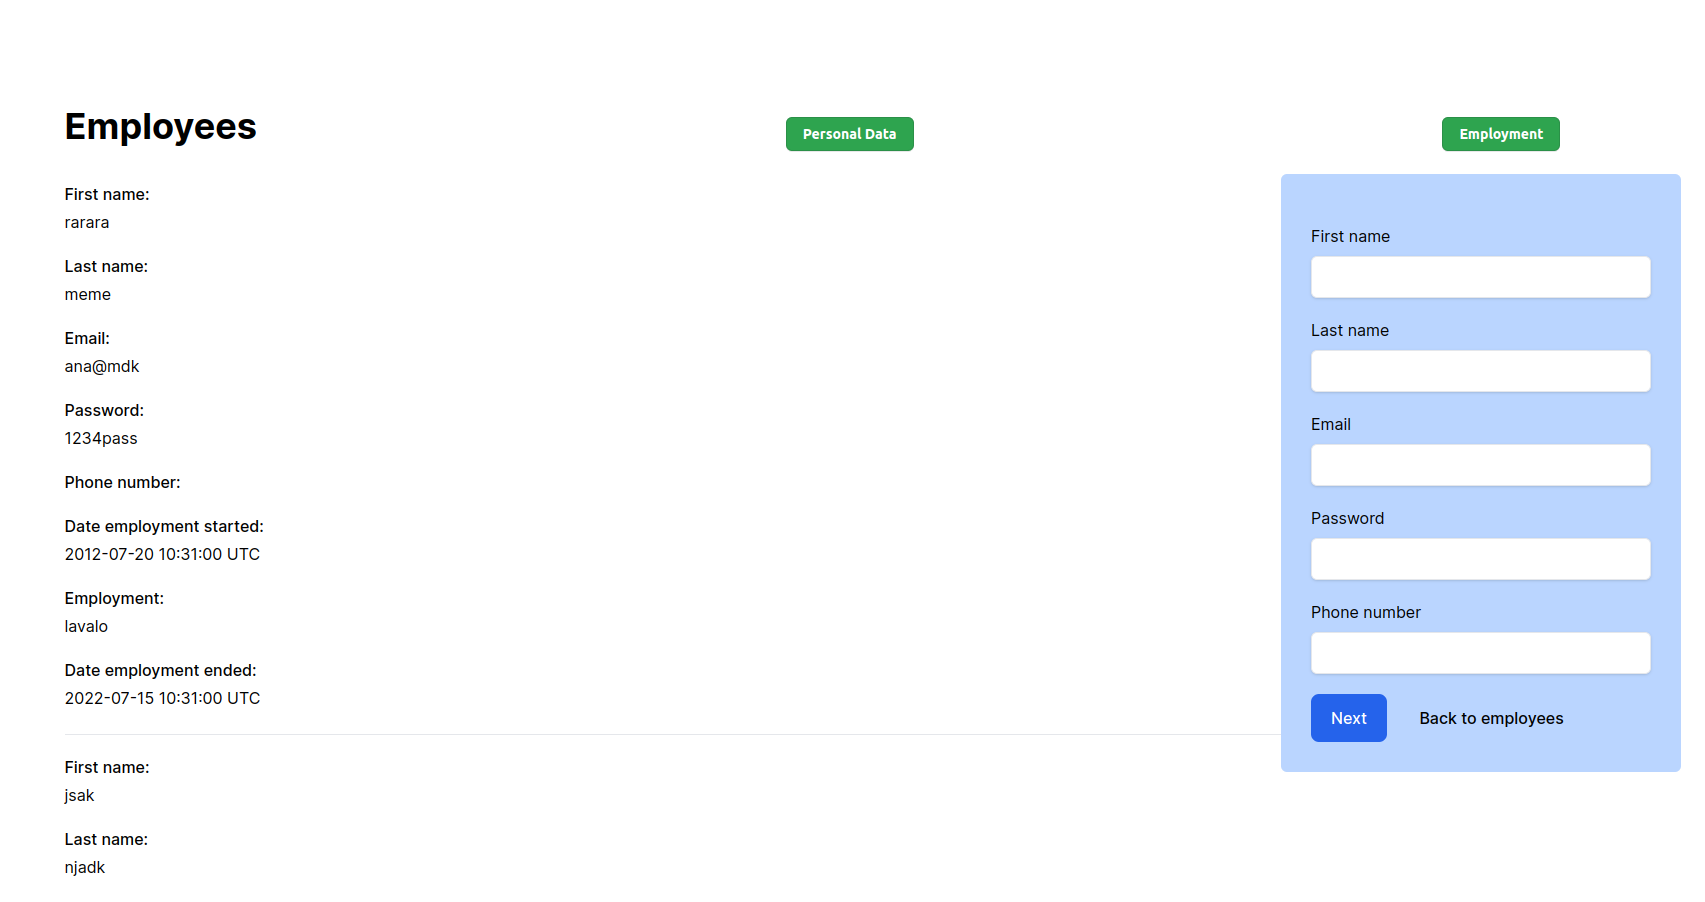 Employees
Personal Data
Employment
First name:
rarara
Last name:
meme
Email:
ana@mdk
Password:
1234pass
Phone number:
Date employment started:
2012-07-20 10:31:00 UTC
Employment:
lavalo
Date employment ended:
2022-07-15 10:31:00 UTC
First name:
jsak
Last name:
njadk
First name
Last name
Email
Password
Phone number
Next
Back to employees